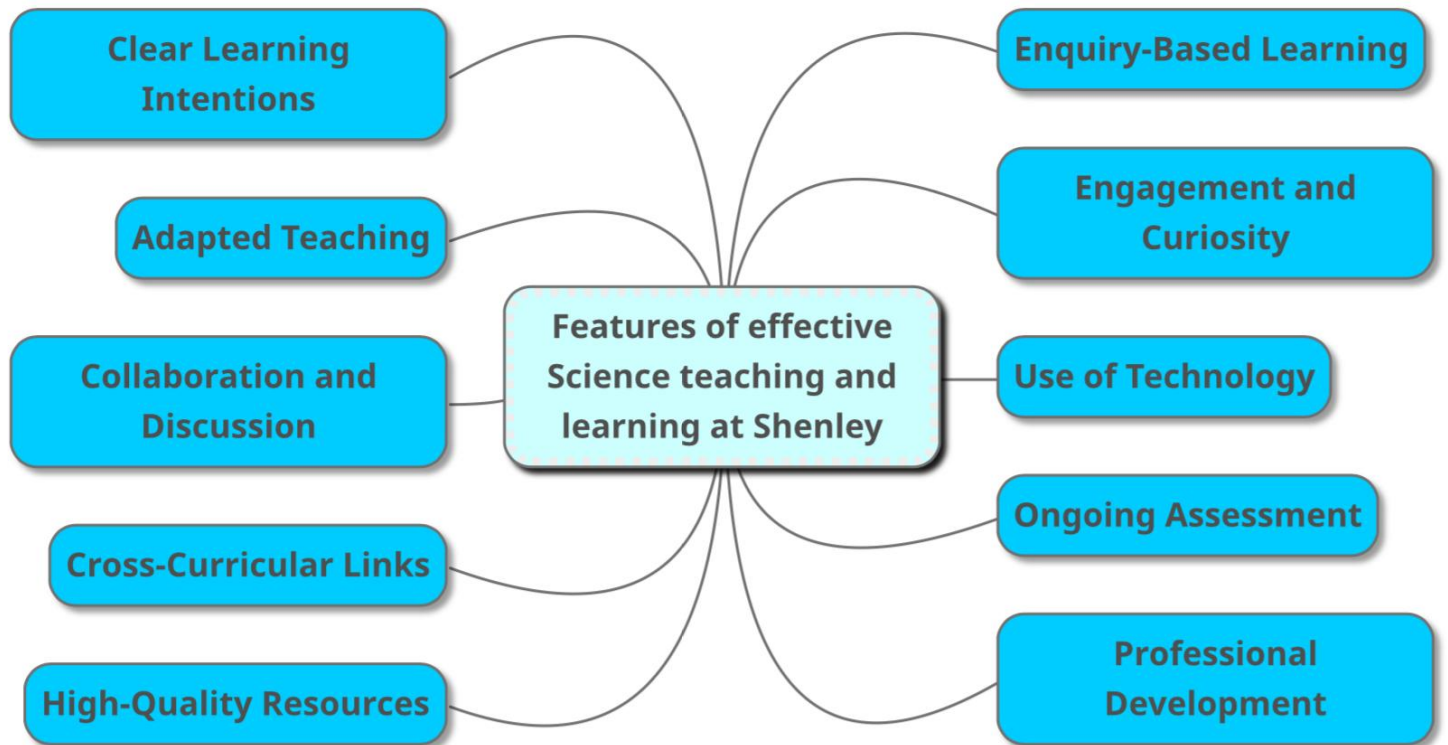 Clear Learning
Intentions
Adapted Teaching
Collaboration and
Discussion
Cross-Curricular Links
High-Quality Resources
Features of effective
Science teaching and
learning at Shenley
Enquiry-Based Learning
Engagement and
Curiosity
Use of Technology
Ongoing Assessment
Professional
Development